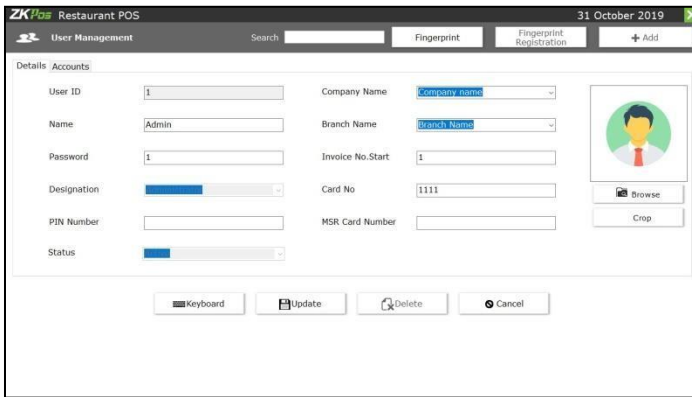 ZKPos Restaurant POS 31 October 2019
User Management Search Fingerprint Fingerprint Registration + Add
Details Accounts
User ID 1 Company Name Company name
Name Admin Branch Name Branch Name
Password 1 Invoice No.Start 1
Designation Card No 1111
Browse
PIN Number MSR Card Number
Crop
Status
Keyboard Update Delete Cancel